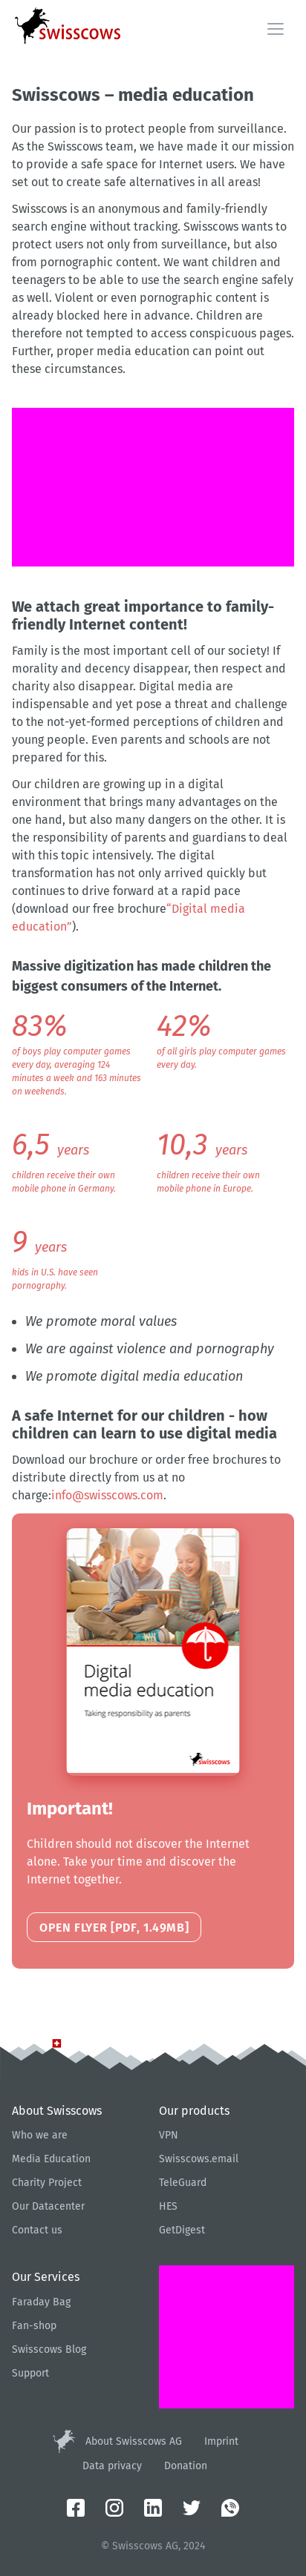 swisscows
Swisscows – media education
Our passion is to protect people from surveillance.
As the Swisscows team, we have made it our mission
to provide a safe space for Internet users. We have
set out to create safe alternatives in all areas!
Swisscows is an anonymous and family-friendly
search engine without tracking. Swisscows wants to
protect users not only from surveillance, but also
from pornographic content. We want children and
teenagers to be able to use the search engine safely
as well. Violent or even pornographic content is
already blocked here in advance. Children are
therefore not tempted to access conspicuous pages.
Further, proper media education can point out
these circumstances.
We attach great importance to family-
friendly Internet content!
Family is the most important cell of our society! If
morality and decency disappear, then respect and
charity also disappear. Digital media are
indispensable and yet pose a threat and challenge
to the not-yet-formed perceptions of children and
young people. Even parents and schools are not
prepared for this.
Our children are growing up in a digital
environment that brings many advantages on the
one hand, but also many dangers on the other. It is
the responsibility of parents and guardians to deal
with this topic intensively. The digital
transformation has not only arrived quickly but
continues to drive forward at a rapid pace
(download our free brochure“Digital media
education”).
Massive digitization has made children the
biggest consumers of the Internet.
83%
of boys play computer games
every day, averaging 124
minutes a week and 163 minutes
on weekends.
42%
of all girls play computer games
every day.
6,5 years
children receive their own
mobile phone in Germany.
10,3 years
children receive their own
mobile phone in Europe.
9 years
kids in U.S. have seen
pornography.
• We promote moral values
• We are against violence and pornography
• We promote digital media education
A safe Internet for our children - how
children can learn to use digital media
Download our brochure or order free brochures to
distribute directly from us at no
charge:info@swisscows.com.
Digital
media education
Taking responsibility as parents
swisscows
Important!
Children should not discover the Internet
alone. Take your time and discover the
Internet together.
OPEN FLYER [PDF, 1.49MB]
About Swisscows
Who we are
Media Education
Charity Project
Our Datacenter
Contact us
Our products
VPN
Swisscows.email
TeleGuard
HES
GetDigest
Our Services
Faraday Bag
Fan-shop
Swisscows Blog
Support
About Swisscows AG Imprint
Data privacy Donation
© Swisscows AG, 2024